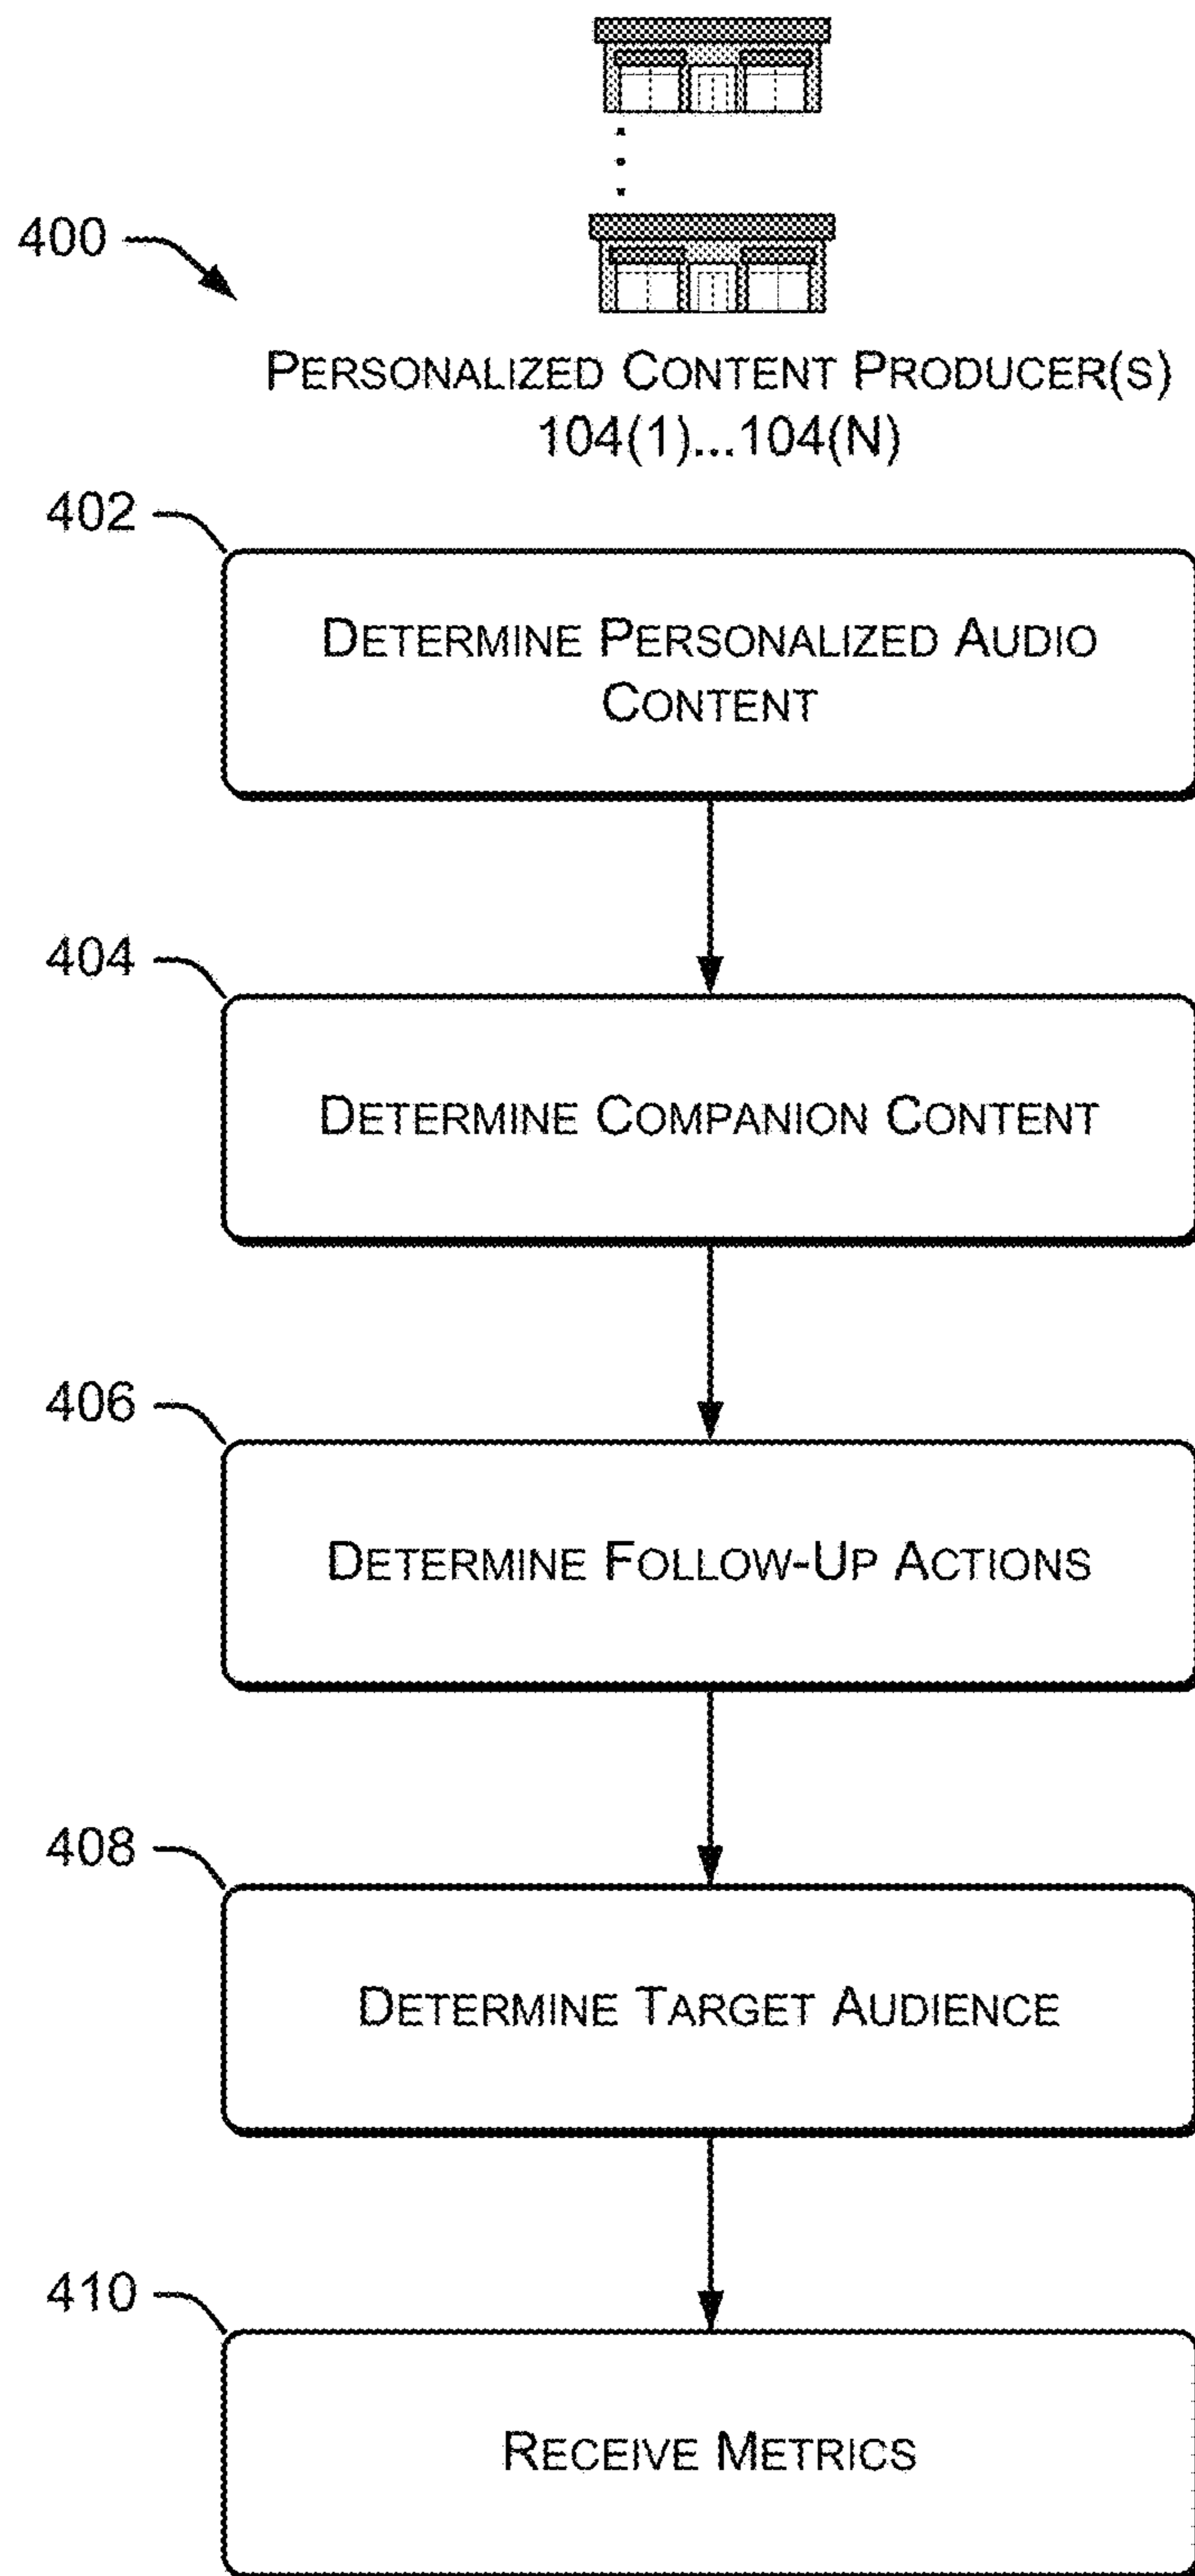 400
PERSONALIZED CONTENT PRODUCER(S)
104(1)...104(N)
402
DETERMINE PERSONALIZED AUDIO
CONTENT
404
DETERMINE COMPANION CONTENT
406
DETERMINE FOLLOW-UP ACTIONS
408
DETERMINE TARGET AUDIENCE
410
RECEIVE METRICS